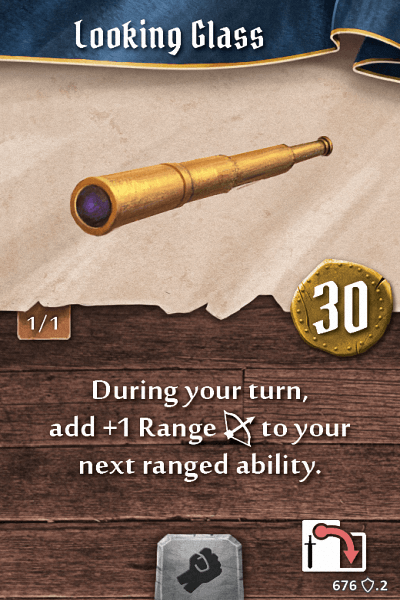 Looking Glass
1/1
30
During your turn,
add +1 Range to your
next ranged ability.
676 .2